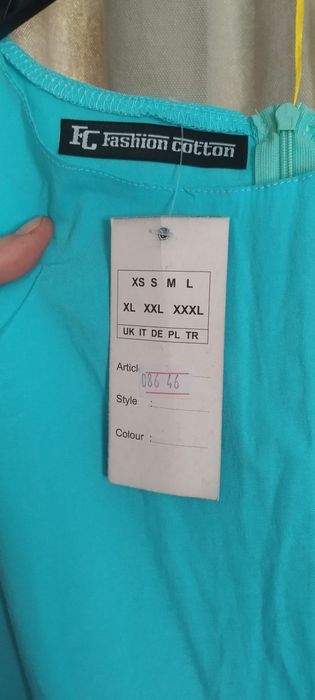 FC Fashion cotton
XS S M L
XL XXL XXXL
UK IT DE PL TR
Articl
086 46
Style :
Colour :